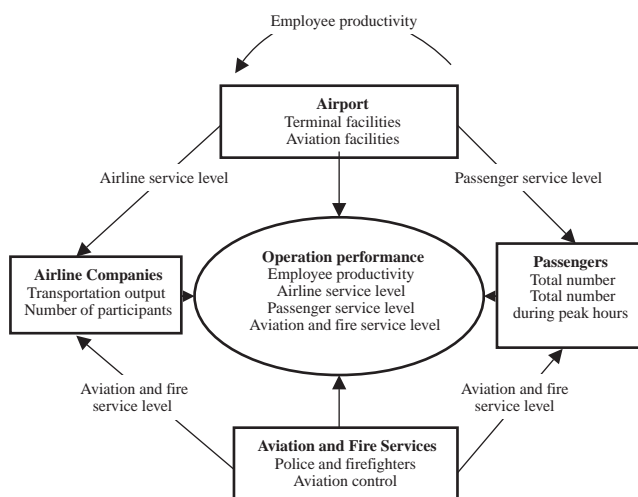 Employee productivity
Airport
Terminal facilities
Aviation facilities
Airline service level
Passenger service level
Operation performance
Employee productivity
Airline service level
Passenger service level
Aviation and fire service level
Airline Companies
Transportation output
Number of participants
Passengers
Total number
Total number
during peak hours
Aviation and fire
service level
Aviation and fire
service level
Aviation and Fire Services
Police and firefighters
Aviation control